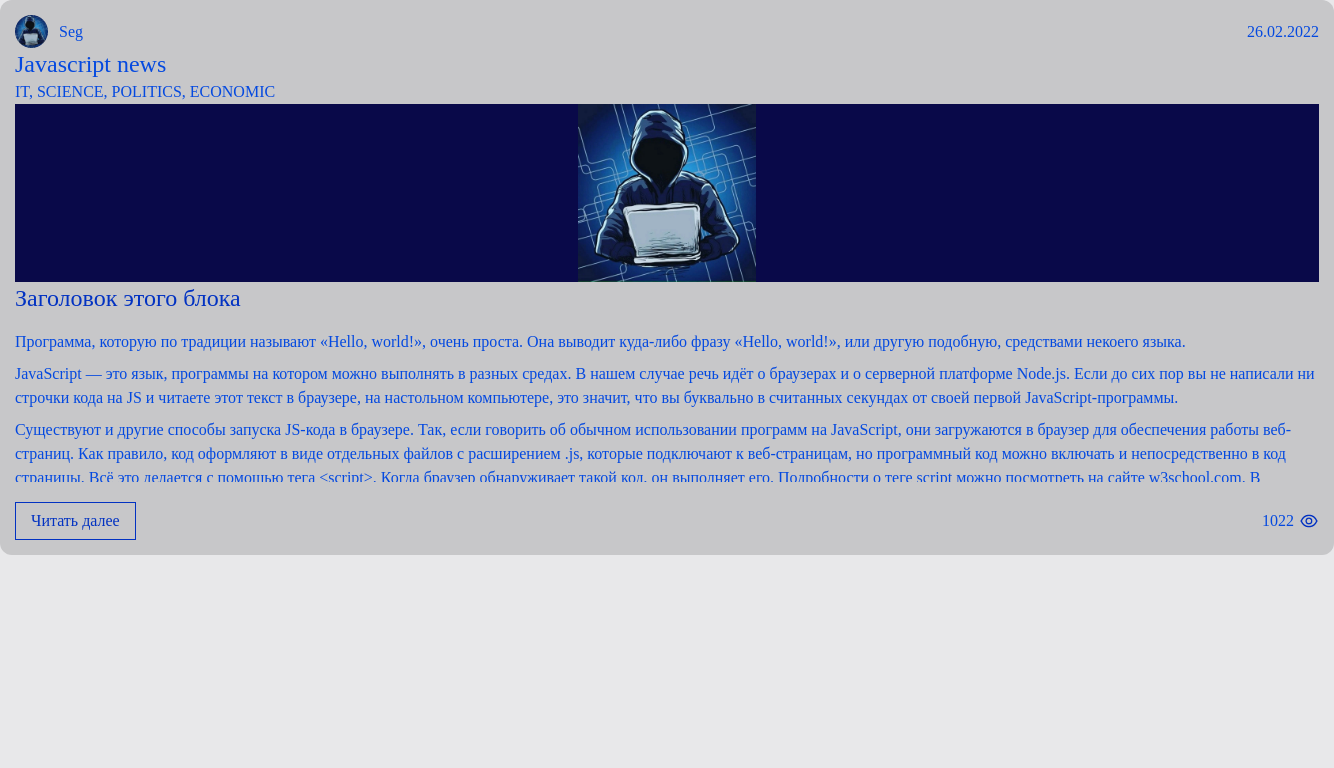 Seg
26.02.2022
Javascript news
IT, SCIENCE, POLITICS, ECONOMIC
Заголовок этого блока
Программа, которую по традиции называют «Hello, world!», очень проста. Она выводит куда-либо фразу «Hello, world!», или другую подобную, средствами некоего языка.
JavaScript — это язык, программы на котором можно выполнять в разных средах. В нашем случае речь идёт о браузерах и о серверной платформе Node.js. Если до сих пор вы не написали ни
строчки кода на JS и читаете этот текст в браузере, на настольном компьютере, это значит, что вы буквально в считанных секундах от своей первой JavaScript-программы.
Существуют и другие способы запуска JS-кода в браузере. Так, если говорить об обычном использовании программ на JavaScript, они загружаются в браузер для обеспечения работы веб-
страниц. Как правило, код оформляют в виде отдельных файлов с расширением .js, которые подключают к веб-страницам, но программный код можно включать и непосредственно в код
страницы. Всё это делается с помощью тега <script>. Когда браузер обнаруживает такой код, он выполняет его. Подробности о теге script можно посмотреть на сайте w3school.com. В
Читать далее
1022